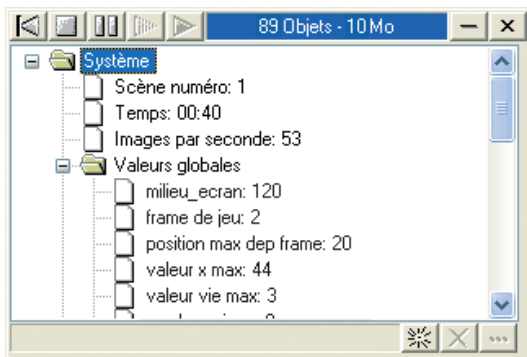 89 Objets - 10 Mo
Système
Scène numéro: 1
Temps: 00:40
Images par seconde: 53
Valeurs globales
milieu_ecran: 120
frame de jeu: 2
position max dep frame: 20
valeur x max: 44
valeur vie max: 3